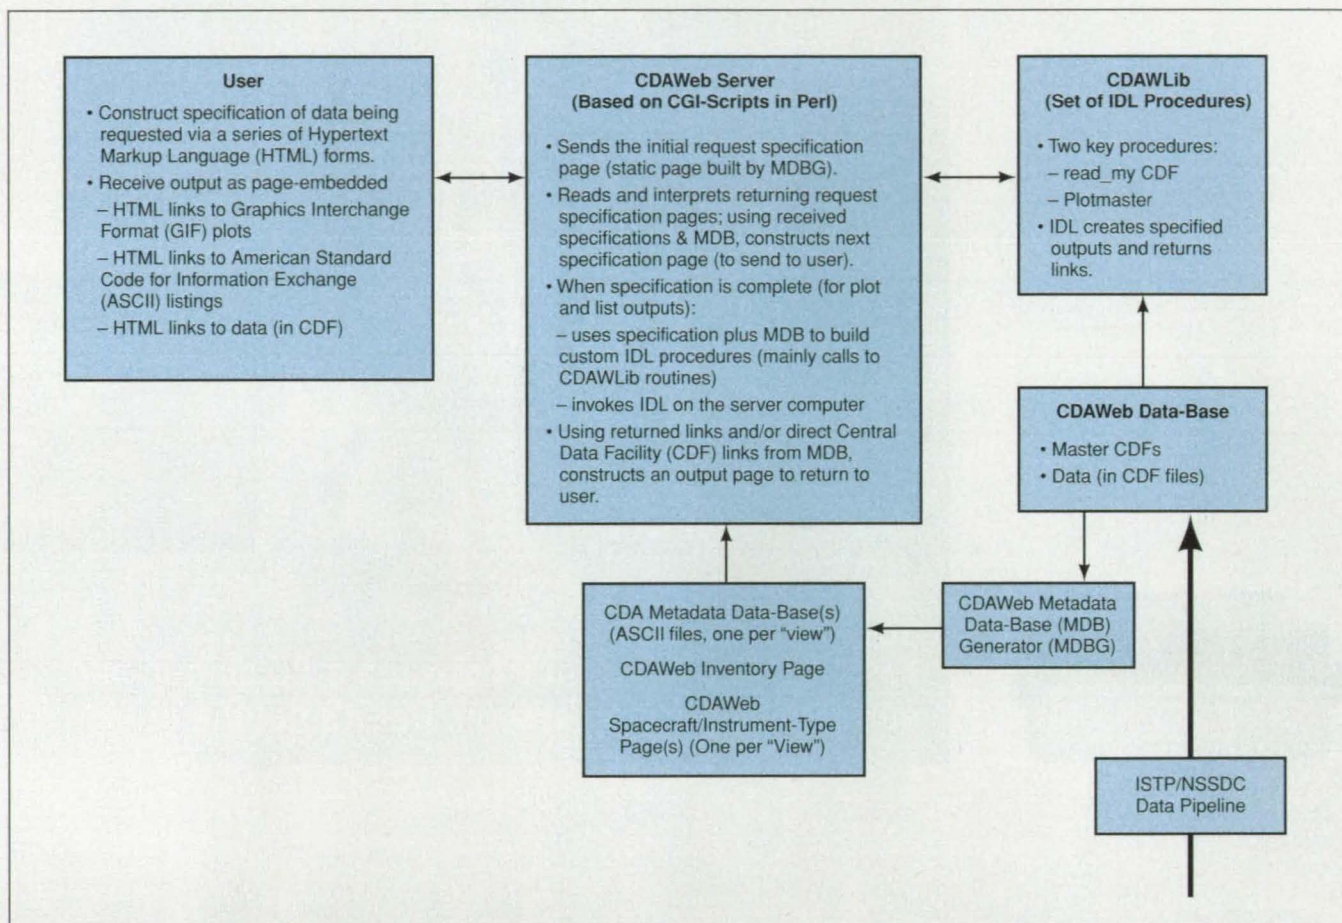 User
• Construct specification of data being
requested via a series of Hypertext
Markup Language (HTML) forms.
• Receive output as page-embedded
– HTML links to Graphics Interchange
Format (GIF) plots
– HTML links to American Standard
Code for Information Exchange
(ASCII) listings
– HTML links to data (in CDF)
CDAWeb Server
(Based on CGI-Scripts in Perl)
• Sends the initial request specification
page (static page built by MDBG).
• Reads and interprets returning request
specification pages; using received
specifications & MDB, constructs next
specification page (to send to user).
• When specification is complete (for plot
and list outputs):
– uses specification plus MDB to build
custom IDL procedures (mainly calls to
CDAWLib routines)
– invokes IDL on the server computer
• Using returned links and/or direct Central
Data Facility (CDF) links from MDB,
constructs an output page to return to
user.
CDAWLib
(Set of IDL Procedures)
• Two key procedures:
– read_my CDF
– Plotmaster
• IDL creates specified
outputs and returns
links.
CDAWeb Data-Base
• Master CDFs
• Data (in CDF files)
CDA Metadata Data-Base(s)
(ASCII files, one per “view”)
CDAWeb Inventory Page
CDAWeb
Spacecraft/Instrument-Type
Page(s) (One per “View”)
CDAWeb Metadata
Data-Base (MDB)
Generator (MDBG)
ISTP/NSSDC
Data Pipeline